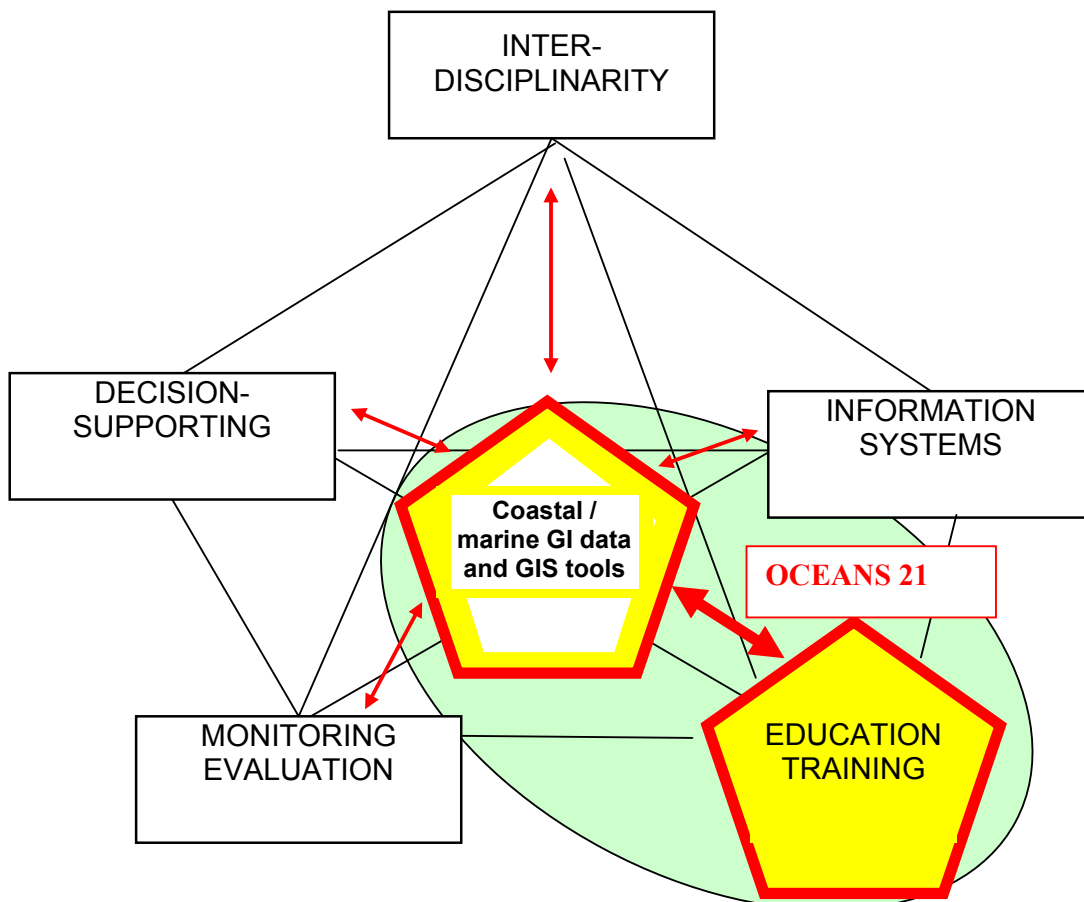 INTER-
DISCIPLINARITY
DECISION-
SUPPORTING
INFORMATION
SYSTEMS
Coastal /
marine GI data
and GIS tools
OCEANS 21
MONITORING
EVALUATION
EDUCATION
TRAINING